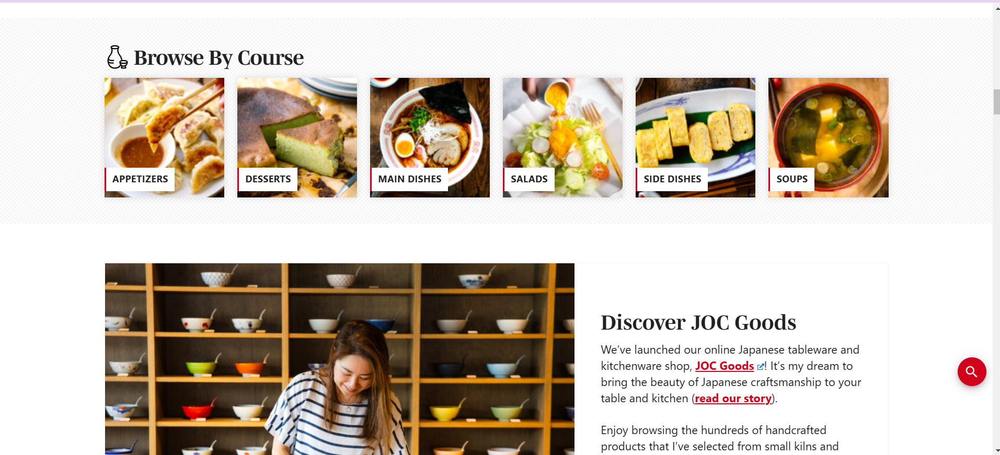 Browse By Course
APPETIZERS
DESSERTS
MAIN DISHES
SALADS
SIDE DISHES
SOUPS
Discover JOC Goods
We’ve launched our online Japanese tableware and
kitchenware shop, JOC Goods! It’s my dream to
bring the beauty of Japanese craftsmanship to your
table and kitchen (read our story).
Enjoy browsing the hundreds of handcrafted
products that I’ve selected from small kilns and